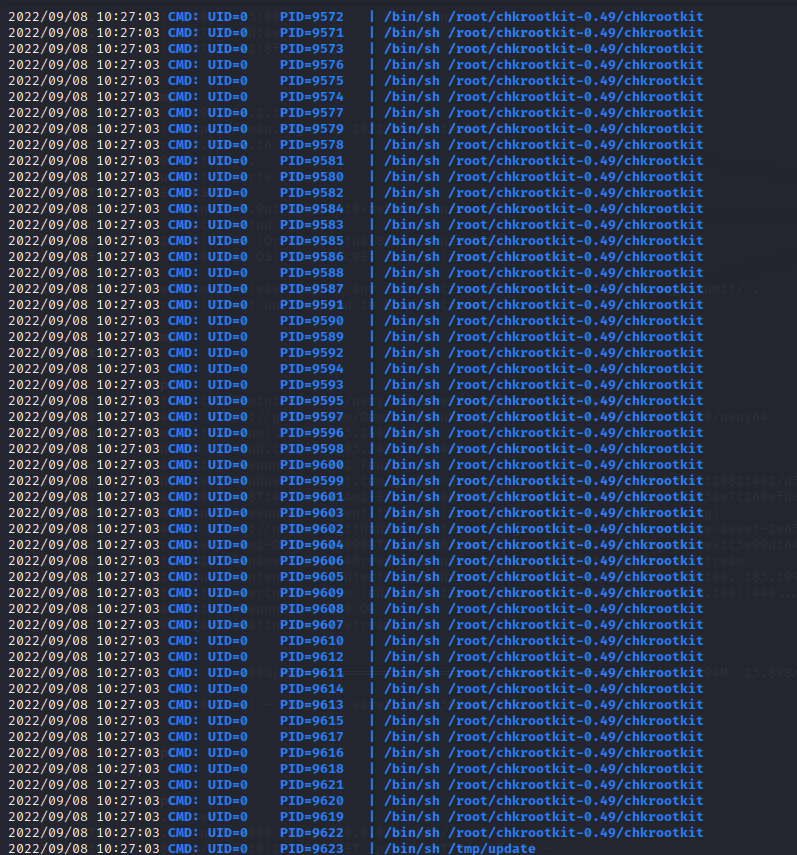 2022/09/08 10:27:03 CMD: UID=0 PID=9572 | /bin/sh /root/chkrootkit-0.49/chkrootkit
2022/09/08 10:27:03 CMD: UID=0 PID=9571 | /bin/sh /root/chkrootkit-0.49/chkrootkit
2022/09/08 10:27:03 CMD: UID=0 PID=9573 | /bin/sh /root/chkrootkit-0.49/chkrootkit
2022/09/08 10:27:03 CMD: UID=0 PID=9576 | /bin/sh /root/chkrootkit-0.49/chkrootkit
2022/09/08 10:27:03 CMD: UID=0 PID=9575 | /bin/sh /root/chkrootkit-0.49/chkrootkit
2022/09/08 10:27:03 CMD: UID=0 PID=9574 | /bin/sh /root/chkrootkit-0.49/chkrootkit
2022/09/08 10:27:03 CMD: UID=0 PID=9577 | /bin/sh /root/chkrootkit-0.49/chkrootkit
2022/09/08 10:27:03 CMD: UID=0 PID=9579 | /bin/sh /root/chkrootkit-0.49/chkrootkit
2022/09/08 10:27:03 CMD: UID=0 PID=9578 | /bin/sh /root/chkrootkit-0.49/chkrootkit
2022/09/08 10:27:03 CMD: UID=0 PID=9581 | /bin/sh /root/chkrootkit-0.49/chkrootkit
2022/09/08 10:27:03 CMD: UID=0 PID=9580 | /bin/sh /root/chkrootkit-0.49/chkrootkit
2022/09/08 10:27:03 CMD: UID=0 PID=9582 | /bin/sh /root/chkrootkit-0.49/chkrootkit
2022/09/08 10:27:03 CMD: UID=0 PID=9584 | /bin/sh /root/chkrootkit-0.49/chkrootkit
2022/09/08 10:27:03 CMD: UID=0 PID=9583 | /bin/sh /root/chkrootkit-0.49/chkrootkit
2022/09/08 10:27:03 CMD: UID=0 PID=9585 | /bin/sh /root/chkrootkit-0.49/chkrootkit
2022/09/08 10:27:03 CMD: UID=0 PID=9586 | /bin/sh /root/chkrootkit-0.49/chkrootkit
2022/09/08 10:27:03 CMD: UID=0 PID=9588 | /bin/sh /root/chkrootkit-0.49/chkrootkit
2022/09/08 10:27:03 CMD: UID=0 PID=9587 | /bin/sh /root/chkrootkit-0.49/chkrootkit
2022/09/08 10:27:03 CMD: UID=0 PID=9591 | /bin/sh /root/chkrootkit-0.49/chkrootkit
2022/09/08 10:27:03 CMD: UID=0 PID=9590 | /bin/sh /root/chkrootkit-0.49/chkrootkit
2022/09/08 10:27:03 CMD: UID=0 PID=9589 | /bin/sh /root/chkrootkit-0.49/chkrootkit
2022/09/08 10:27:03 CMD: UID=0 PID=9592 | /bin/sh /root/chkrootkit-0.49/chkrootkit
2022/09/08 10:27:03 CMD: UID=0 PID=9594 | /bin/sh /root/chkrootkit-0.49/chkrootkit
2022/09/08 10:27:03 CMD: UID=0 PID=9593 | /bin/sh /root/chkrootkit-0.49/chkrootkit
2022/09/08 10:27:03 CMD: UID=0 PID=9595 | /bin/sh /root/chkrootkit-0.49/chkrootkit
2022/09/08 10:27:03 CMD: UID=0 PID=9597 | /bin/sh /root/chkrootkit-0.49/chkrootkit
2022/09/08 10:27:03 CMD: UID=0 PID=9596 | /bin/sh /root/chkrootkit-0.49/chkrootkit
2022/09/08 10:27:03 CMD: UID=0 PID=9598 | /bin/sh /root/chkrootkit-0.49/chkrootkit
2022/09/08 10:27:03 CMD: UID=0 PID=9600 | /bin/sh /root/chkrootkit-0.49/chkrootkit
2022/09/08 10:27:03 CMD: UID=0 PID=9599 | /bin/sh /root/chkrootkit-0.49/chkrootkit
2022/09/08 10:27:03 CMD: UID=0 PID=9601 | /bin/sh /root/chkrootkit-0.49/chkrootkit
2022/09/08 10:27:03 CMD: UID=0 PID=9603 | /bin/sh /root/chkrootkit-0.49/chkrootkit
2022/09/08 10:27:03 CMD: UID=0 PID=9602 | /bin/sh /root/chkrootkit-0.49/chkrootkit
2022/09/08 10:27:03 CMD: UID=0 PID=9604 | /bin/sh /root/chkrootkit-0.49/chkrootkit
2022/09/08 10:27:03 CMD: UID=0 PID=9606 | /bin/sh /root/chkrootkit-0.49/chkrootkit
2022/09/08 10:27:03 CMD: UID=0 PID=9605 | /bin/sh /root/chkrootkit-0.49/chkrootkit
2022/09/08 10:27:03 CMD: UID=0 PID=9609 | /bin/sh /root/chkrootkit-0.49/chkrootkit
2022/09/08 10:27:03 CMD: UID=0 PID=9608 | /bin/sh /root/chkrootkit-0.49/chkrootkit
2022/09/08 10:27:03 CMD: UID=0 PID=9607 | /bin/sh /root/chkrootkit-0.49/chkrootkit
2022/09/08 10:27:03 CMD: UID=0 PID=9610 | /bin/sh /root/chkrootkit-0.49/chkrootkit
2022/09/08 10:27:03 CMD: UID=0 PID=9612 | /bin/sh /root/chkrootkit-0.49/chkrootkit
2022/09/08 10:27:03 CMD: UID=0 PID=9611 | /bin/sh /root/chkrootkit-0.49/chkrootkit
2022/09/08 10:27:03 CMD: UID=0 PID=9614 | /bin/sh /root/chkrootkit-0.49/chkrootkit
2022/09/08 10:27:03 CMD: UID=0 PID=9613 | /bin/sh /root/chkrootkit-0.49/chkrootkit
2022/09/08 10:27:03 CMD: UID=0 PID=9615 | /bin/sh /root/chkrootkit-0.49/chkrootkit
2022/09/08 10:27:03 CMD: UID=0 PID=9617 | /bin/sh /root/chkrootkit-0.49/chkrootkit
2022/09/08 10:27:03 CMD: UID=0 PID=9616 | /bin/sh /root/chkrootkit-0.49/chkrootkit
2022/09/08 10:27:03 CMD: UID=0 PID=9618 | /bin/sh /root/chkrootkit-0.49/chkrootkit
2022/09/08 10:27:03 CMD: UID=0 PID=9621 | /bin/sh /root/chkrootkit-0.49/chkrootkit
2022/09/08 10:27:03 CMD: UID=0 PID=9620 | /bin/sh /root/chkrootkit-0.49/chkrootkit
2022/09/08 10:27:03 CMD: UID=0 PID=9619 | /bin/sh /root/chkrootkit-0.49/chkrootkit
2022/09/08 10:27:03 CMD: UID=0 PID=9622 | /bin/sh /root/chkrootkit-0.49/chkrootkit
2022/09/08 10:27:03 CMD: UID=0 PID=9623 | /bin/sh /tmp/update